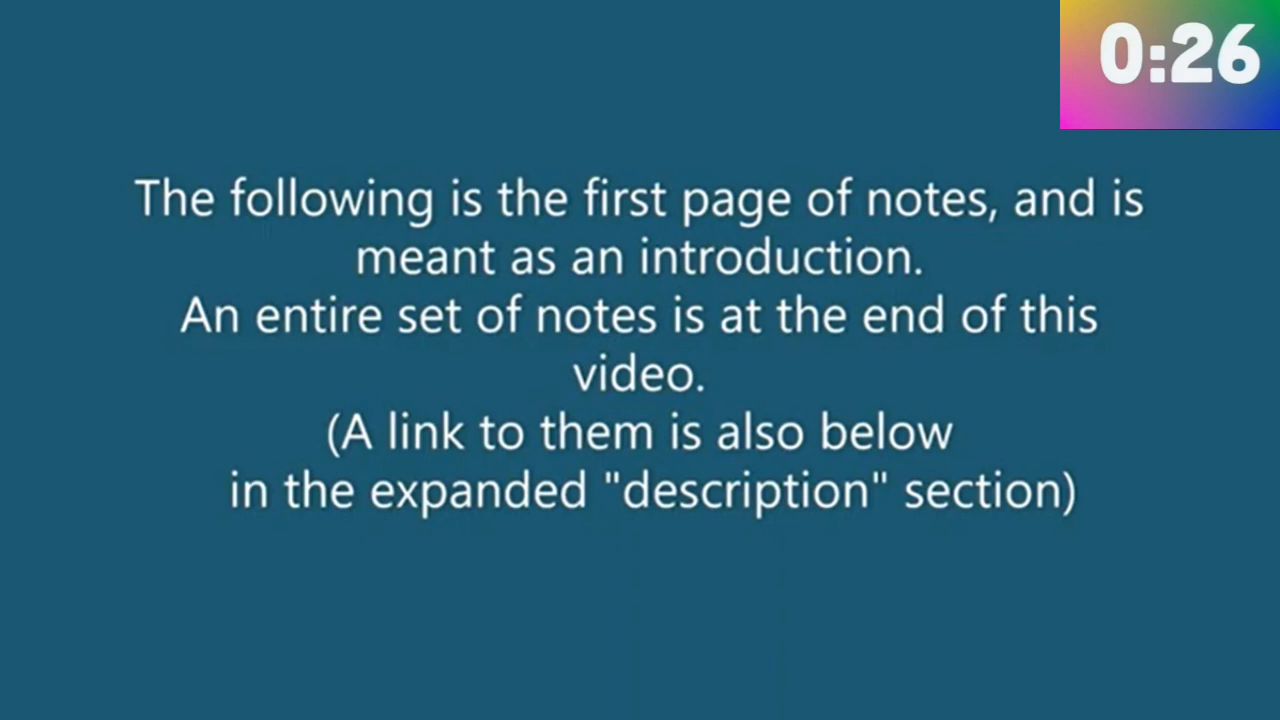 0:26
The following is the first page of notes, and is
meant as an introduction.
An entire set of notes is at the end of this
video.
(A link to them is also below
in the expanded "description" section)